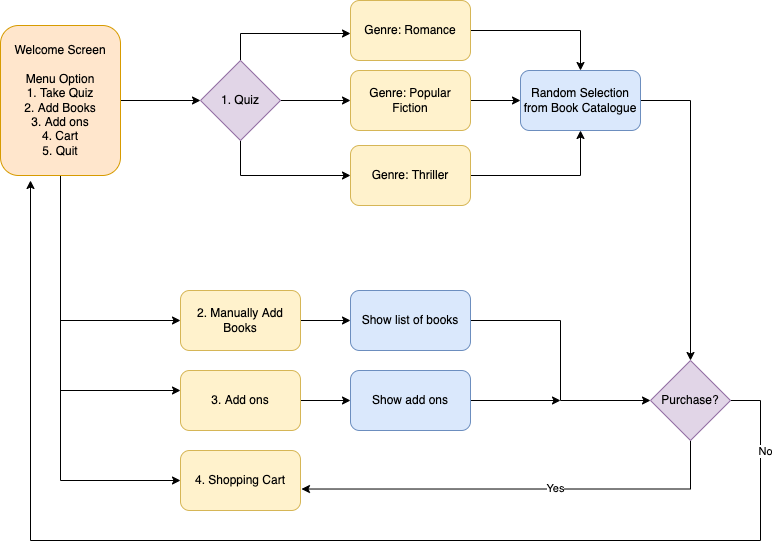 Welcome Screen
Menu Option
1. Take Quiz
2. Add Books
3. Add ons
4. Cart
5. Quit
1. Quiz
Genre: Romance
Genre: Popular
Fiction
Genre: Thriller
Random Selection
from Book Catalogue
2. Manually Add
Books
Show list of books
3. Add ons
Show add ons
Purchase?
No
4. Shopping Cart
Yes